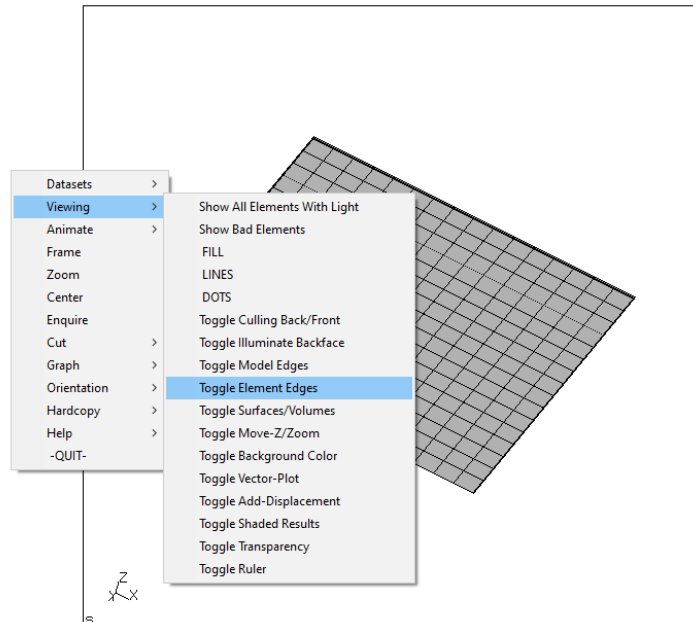 Datasets >
Viewing >
Animate >
Frame
Zoom
Center
Enquire
Cut >
Graph >
Orientation >
Hardcopy >
Help >
-QUIT-
Show All Elements With Light
Show Bad Elements
FILL
LINES
DOTS
Toggle Culling Back/Front
Toggle Illuminate Backface
Toggle Model Edges
Toggle Element Edges
Toggle Surfaces/Volumes
Toggle Move-Z/Zoom
Toggle Background Color
Toggle Vector-Plot
Toggle Add-Displacement
Toggle Shaded Results
Toggle Transparency
Toggle Ruler
Z
X